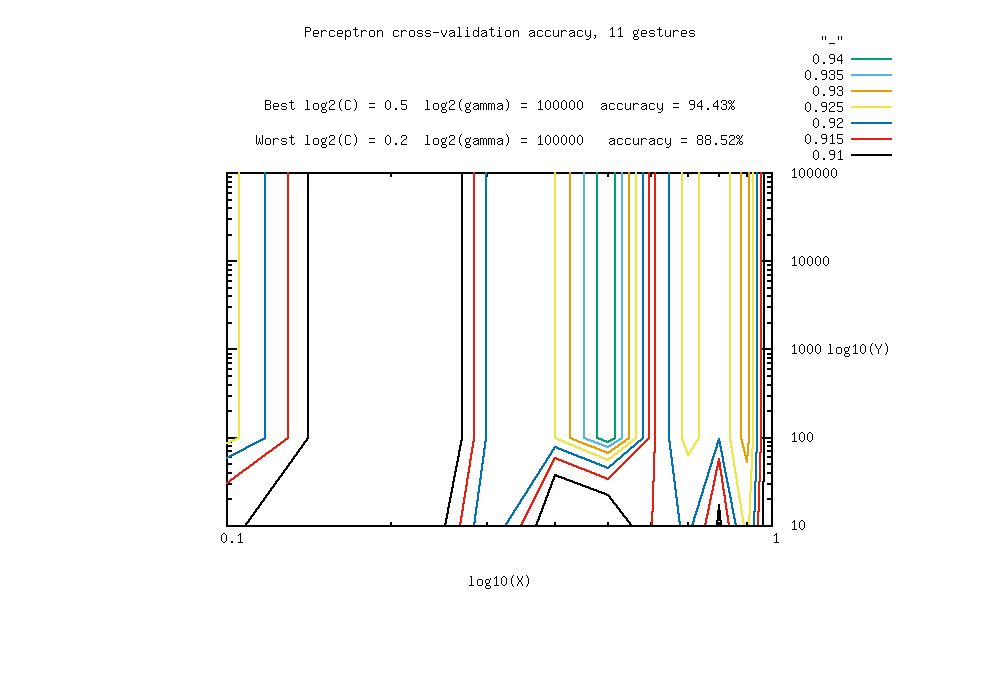 Perceptron cross-validation accuracy, 11 gestures
"_"
0.94
0.935
0.93
0.925
0.92
0.915
0.91
Best log2(C) = 0.5  log2(gamma) = 100000  accuracy = 94.43%
Worst log2(C) = 0.2  log2(gamma) = 100000   accuracy = 88.52%
100000
10000
1000 log10(Y)
100
10
0.1 1
log10(X)